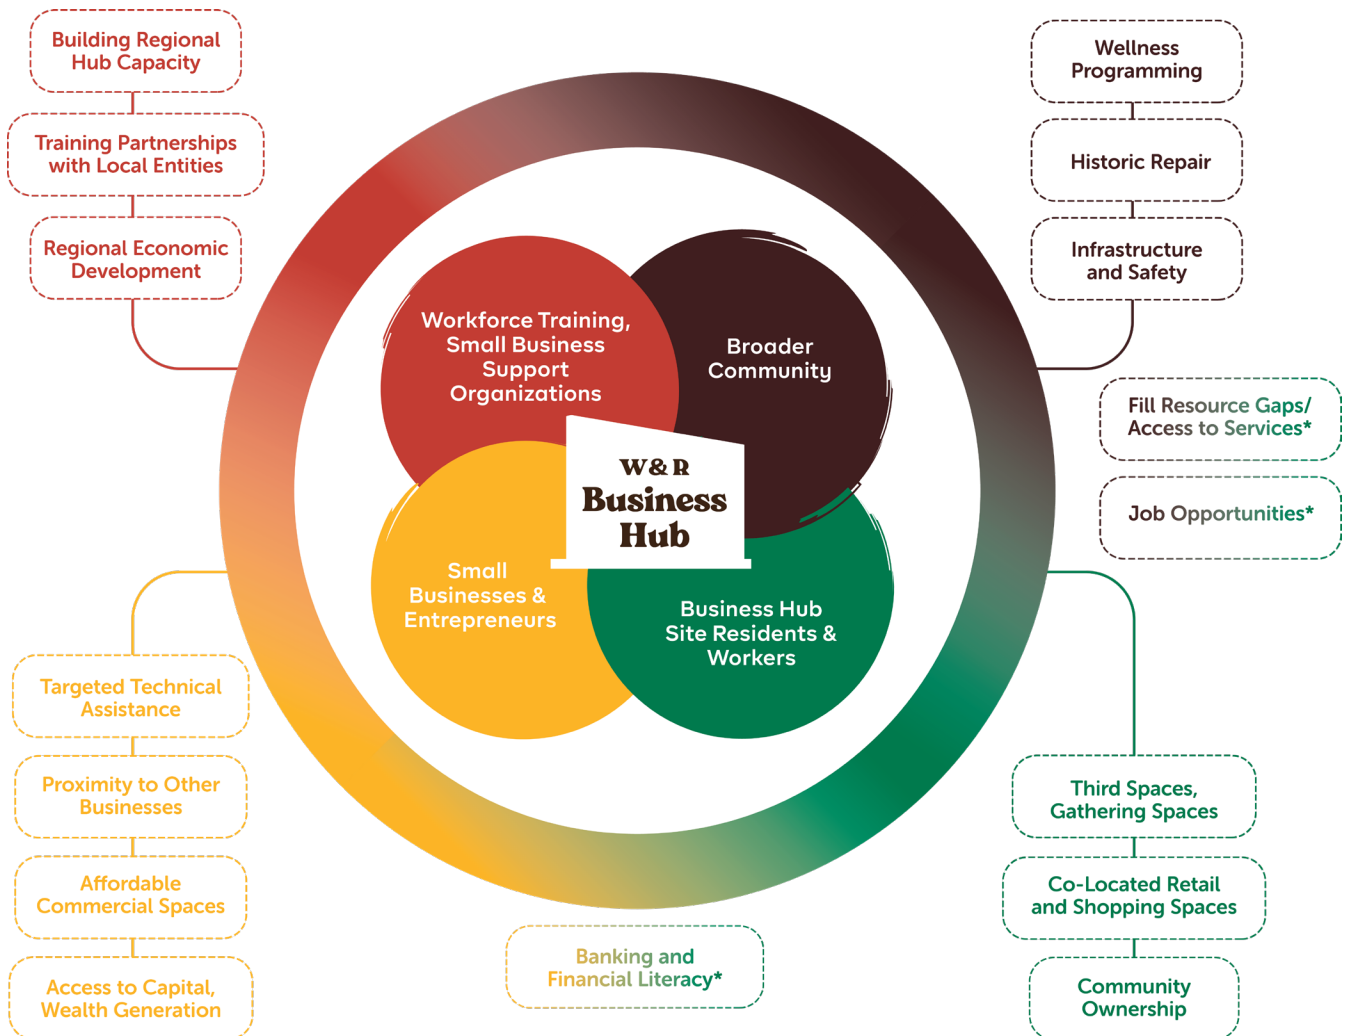 Building Regional
Hub Capacity
Training Partnerships
with Local Entities
Regional Economic
Development
Wellness
Programming
Historic Repair
Infrastructure
and Safety
Fill Resource Gaps/
Access to Services*
Job Opportunities*
Workforce Training,
Small Business
Support
Organizations
Broader
Community
W & R
Business
Hub
Small
Businesses &
Entrepreneurs
Business Hub
Site Residents &
Workers
Targeted Technical
Assistance
Proximity to Other
Businesses
Affordable
Commercial Spaces
Access to Capital,
Wealth Generation
Banking and
Financial Literacy*
Third Spaces,
Gathering Spaces
Co-Located Retail
and Shopping Spaces
Community
Ownership